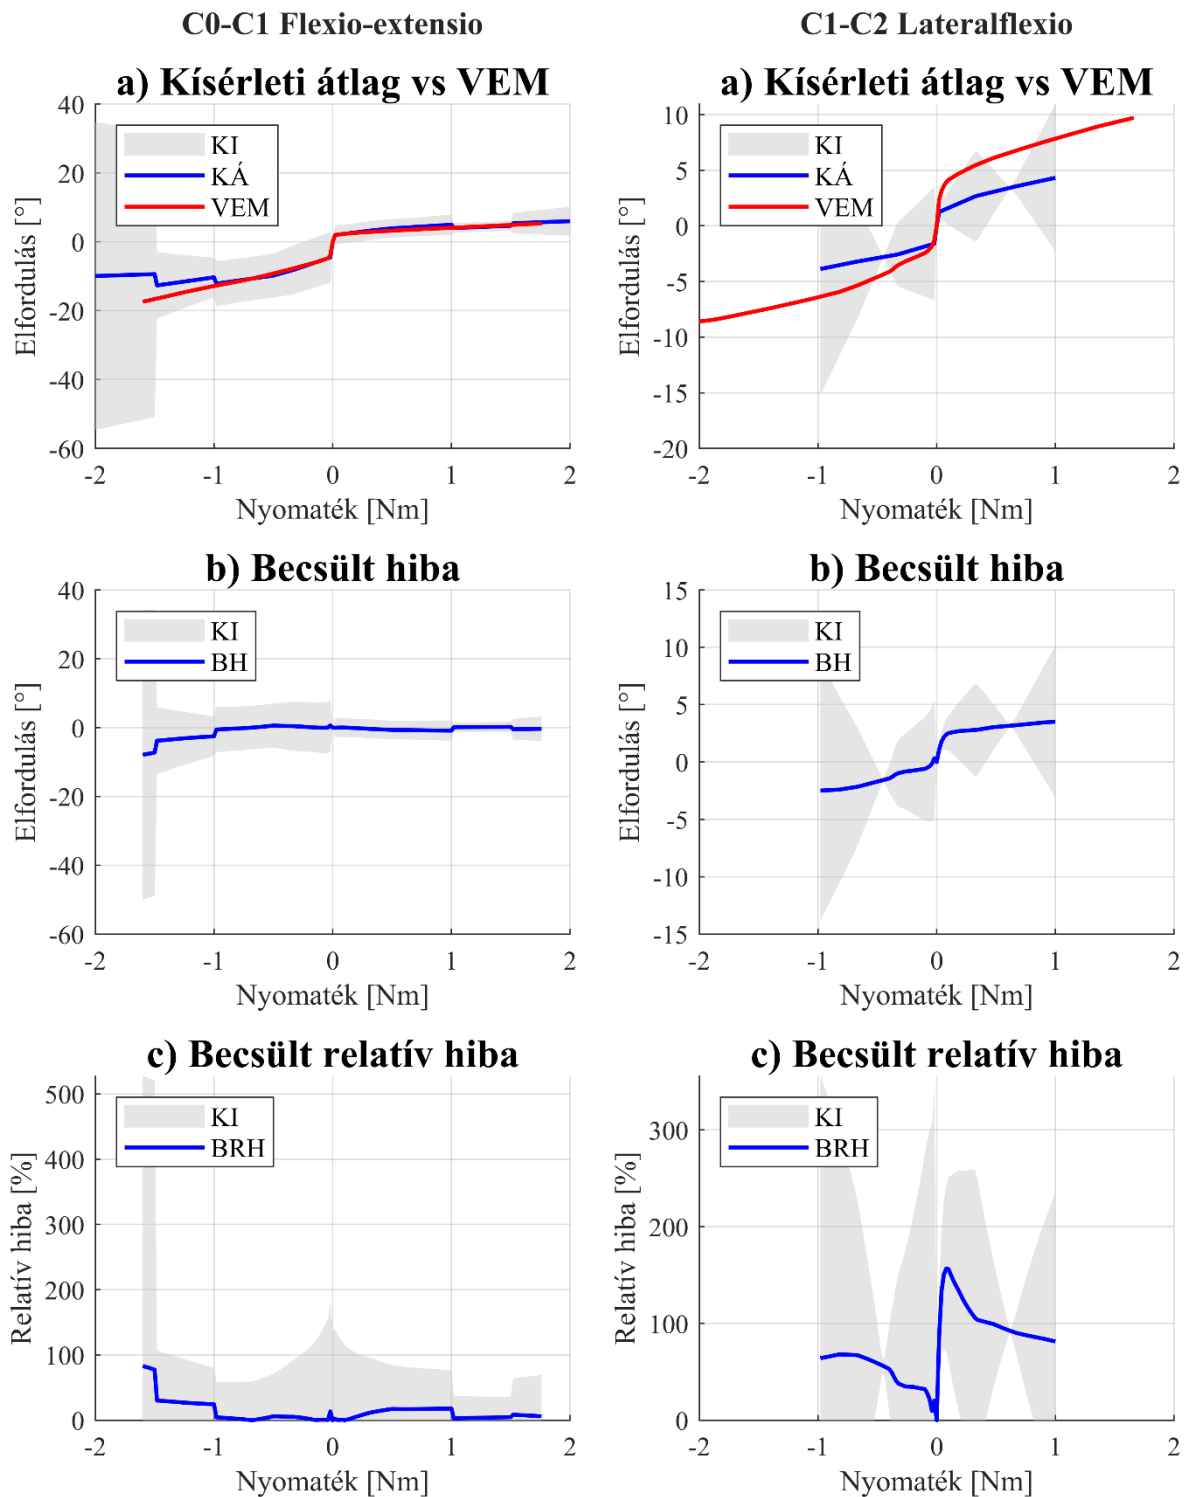 C0-C1 Flexio-extensio
a) Kísérleti átlag vs VEM
KI
KÁ
VEM
40
20
0
-20
-40
-60
Elfordulás [°]
-2 -1 0 1 2
Nyomaték [Nm]
b) Becsült hiba
KI
BH
40
20
0
-20
-40
-60
Elfordulás [°]
-2 -1 0 1 2
Nyomaték [Nm]
c) Becsült relatív hiba
KI
BRH
500
400
300
200
100
0
Relatív hiba [%]
-2 -1 0 1 2
Nyomaték [Nm]
C1-C2 Lateralflexio
a) Kísérleti átlag vs VEM
KI
KÁ
VEM
10
5
0
-5
-10
-15
-20
Elfordulás [°]
-2 -1 0 1 2
Nyomaték [Nm]
b) Becsült hiba
KI
BH
15
10
5
0
-5
-10
-15
Elfordulás [°]
-2 -1 0 1 2
Nyomaték [Nm]
c) Becsült relatív hiba
KI
BRH
300
200
100
0
Relatív hiba [%]
-2 -1 0 1 2
Nyomaték [Nm]